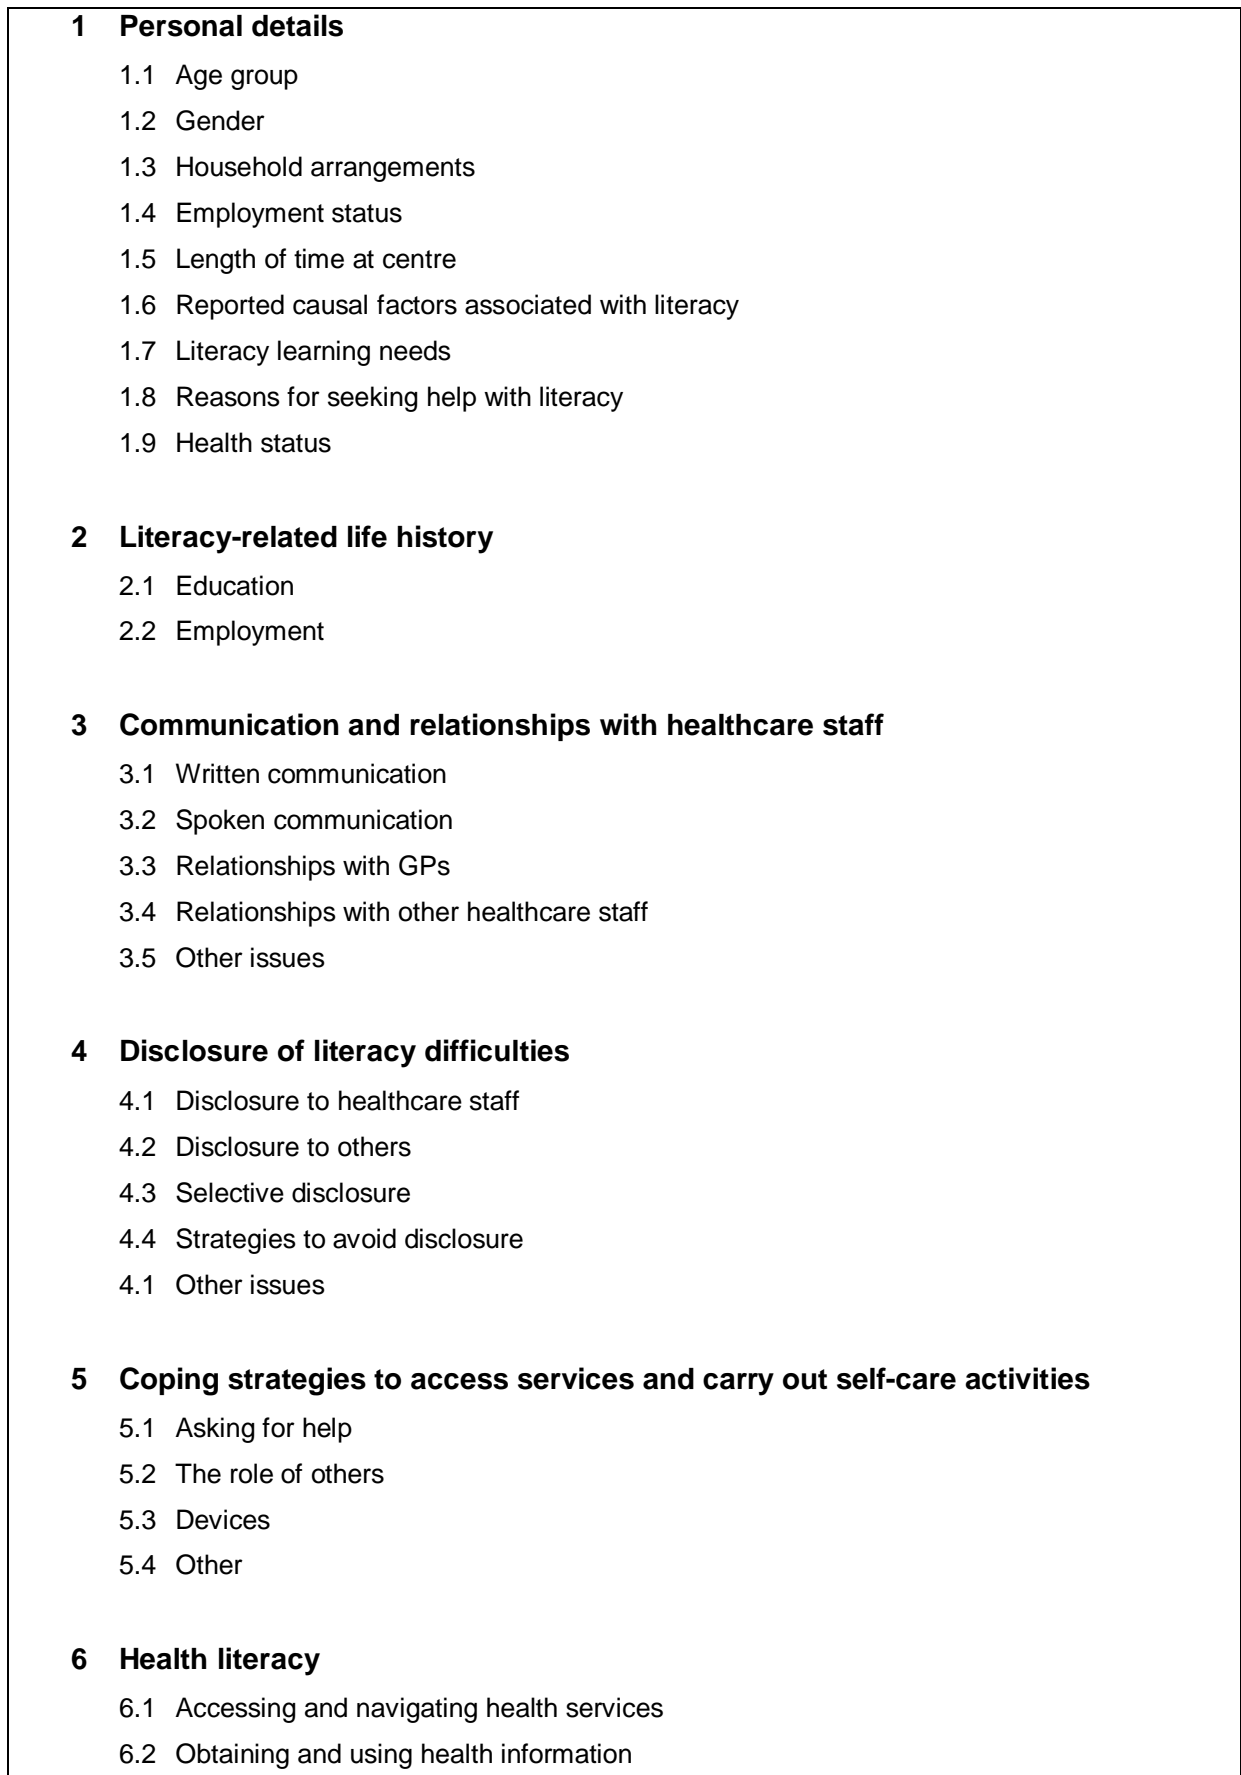 1 Personal details
1.1 Age group
1.2 Gender
1.3 Household arrangements
1.4 Employment status
1.5 Length of time at centre
1.6 Reported causal factors associated with literacy
1.7 Literacy learning needs
1.8 Reasons for seeking help with literacy
1.9 Health status
2 Literacy-related life history
2.1 Education
2.2 Employment
3 Communication and relationships with healthcare staff
3.1 Written communication
3.2 Spoken communication
3.3 Relationships with GPs
3.4 Relationships with other healthcare staff
3.5 Other issues
4 Disclosure of literacy difficulties
4.1 Disclosure to healthcare staff
4.2 Disclosure to others
4.3 Selective disclosure
4.4 Strategies to avoid disclosure
4.1 Other issues
5 Coping strategies to access services and carry out self-care activities
5.1 Asking for help
5.2 The role of others
5.3 Devices
5.4 Other
6 Health literacy
6.1 Accessing and navigating health services
6.2 Obtaining and using health information